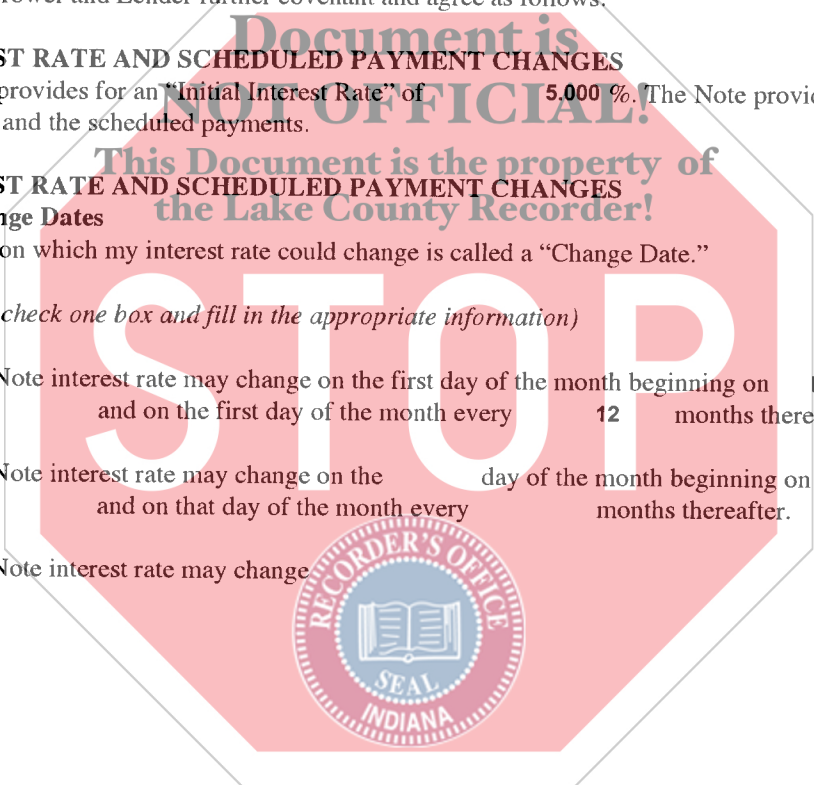 rower and Lender further covenant and agree as follows:
Document is
ST RATE AND SCHEDULED PAYMENT CHANGES
provides for an “Initial Interest Rate” of 5.000 %. The Note provid
NOT OFFICIAL!
and the scheduled payments.
This Document is the property of
ST RATE AND SCHEDULED PAYMENT CHANGES
the Lake County Recorder!
nge Dates
on which my interest rate could change is called a “Change Date.”
STOP
check one box and fill in the appropriate information)
Note interest rate may change on the first day of the month beginning on
and on the first day of the month every 12 months there
Note interest rate may change on the day of the month beginning on
and on that day of the month every months thereafter.
Note interest rate may change
RECORDER'S OFFICE
SEAL
INDIANA